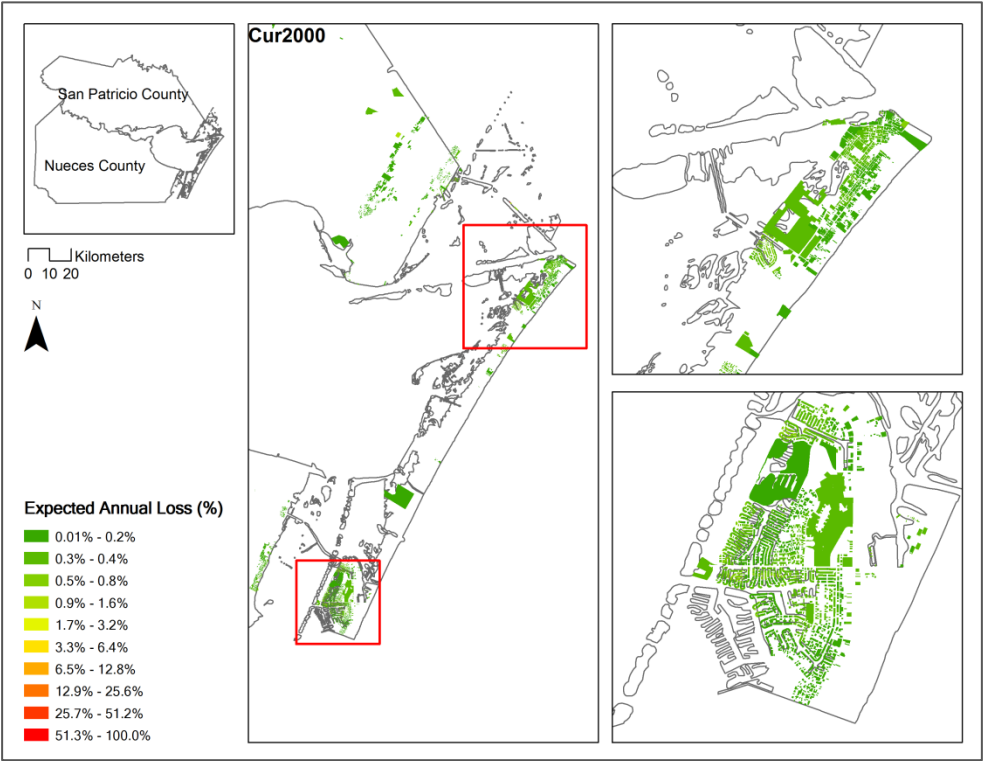 Cur2000
San Patricio County
Nueces County
Kilometers
0 10 20
N
Expected Annual Loss (%)
0.01% - 0.2%
0.3% - 0.4%
0.5% - 0.8%
0.9% - 1.6%
1.7% - 3.2%
3.3% - 6.4%
6.5% - 12.8%
12.9% - 25.6%
25.7% - 51.2%
51.3% - 100.0%